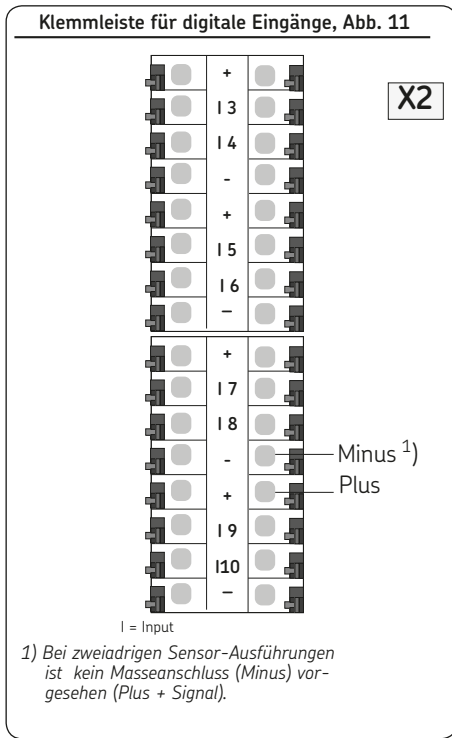 Klemmleiste für digitale Eingänge, Abb. 11
X2
+
I 3
I 4
-
+
I 5
I 6
–
+
I 7
I 8
- Minus 1)
+ Plus
I 9
I10
–
I = Input
1) Bei zweiadrigen Sensor-Ausführungen
ist kein Masseanschluss (Minus) vor-
gesehen (Plus + Signal).